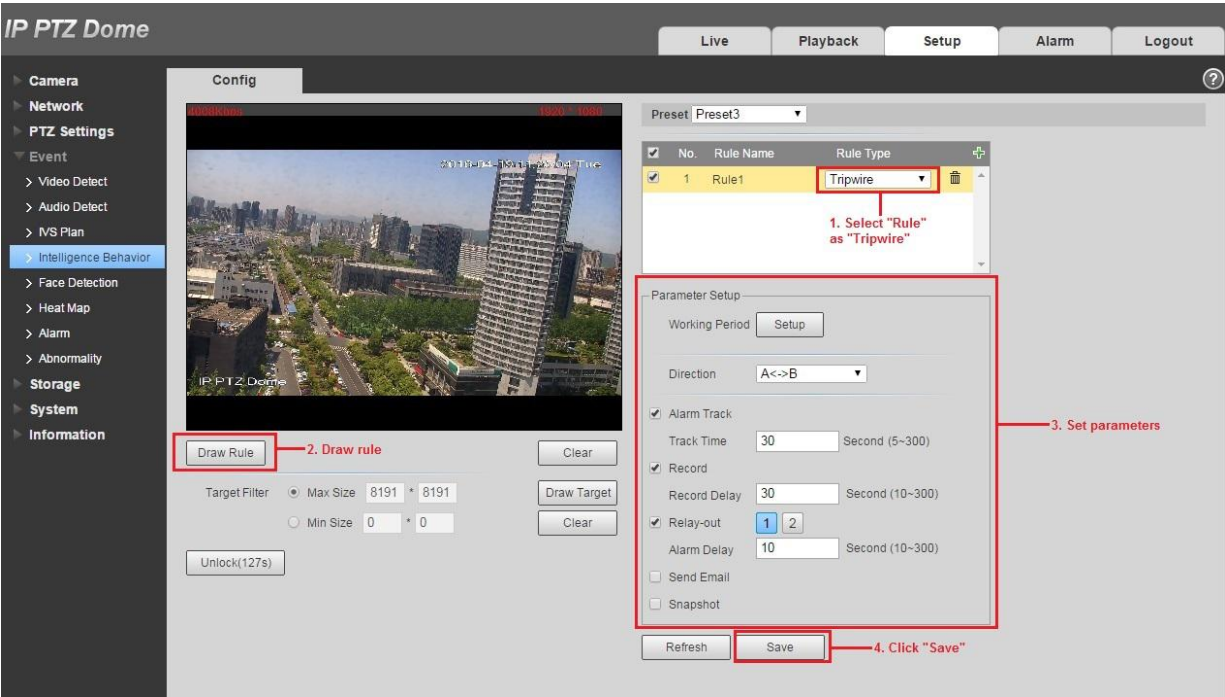 IP PTZ Dome
Live Playback Setup Alarm Logout
Camera
Network
PTZ Settings
Event
Video Detect
Audio Detect
IVS Plan
Intelligence Behavior
Face Detection
Heat Map
Alarm
Abnormality
Storage
System
Information
Config
1920 * 1080
Tue
IP PTZ Dome
Draw Rule
2. Draw rule
Clear
Target Filter Max Size 8191 * 8191 Draw Target
Min Size 0 * 0 Clear
Unlock(127s)
Preset Preset3
No. Rule Name Rule Type
1 Rule1 Tripwire
1. Select "Rule"
as "Tripwire"
Parameter Setup
Working Period Setup
Direction A<->B
Alarm Track
Track Time 30 Second (5~300)
Record
Record Delay 30 Second (10~300)
Relay-out 1 2
Alarm Delay 10 Second (10~300)
Send Email
Snapshot
3. Set parameters
Refresh Save
4. Click "Save"